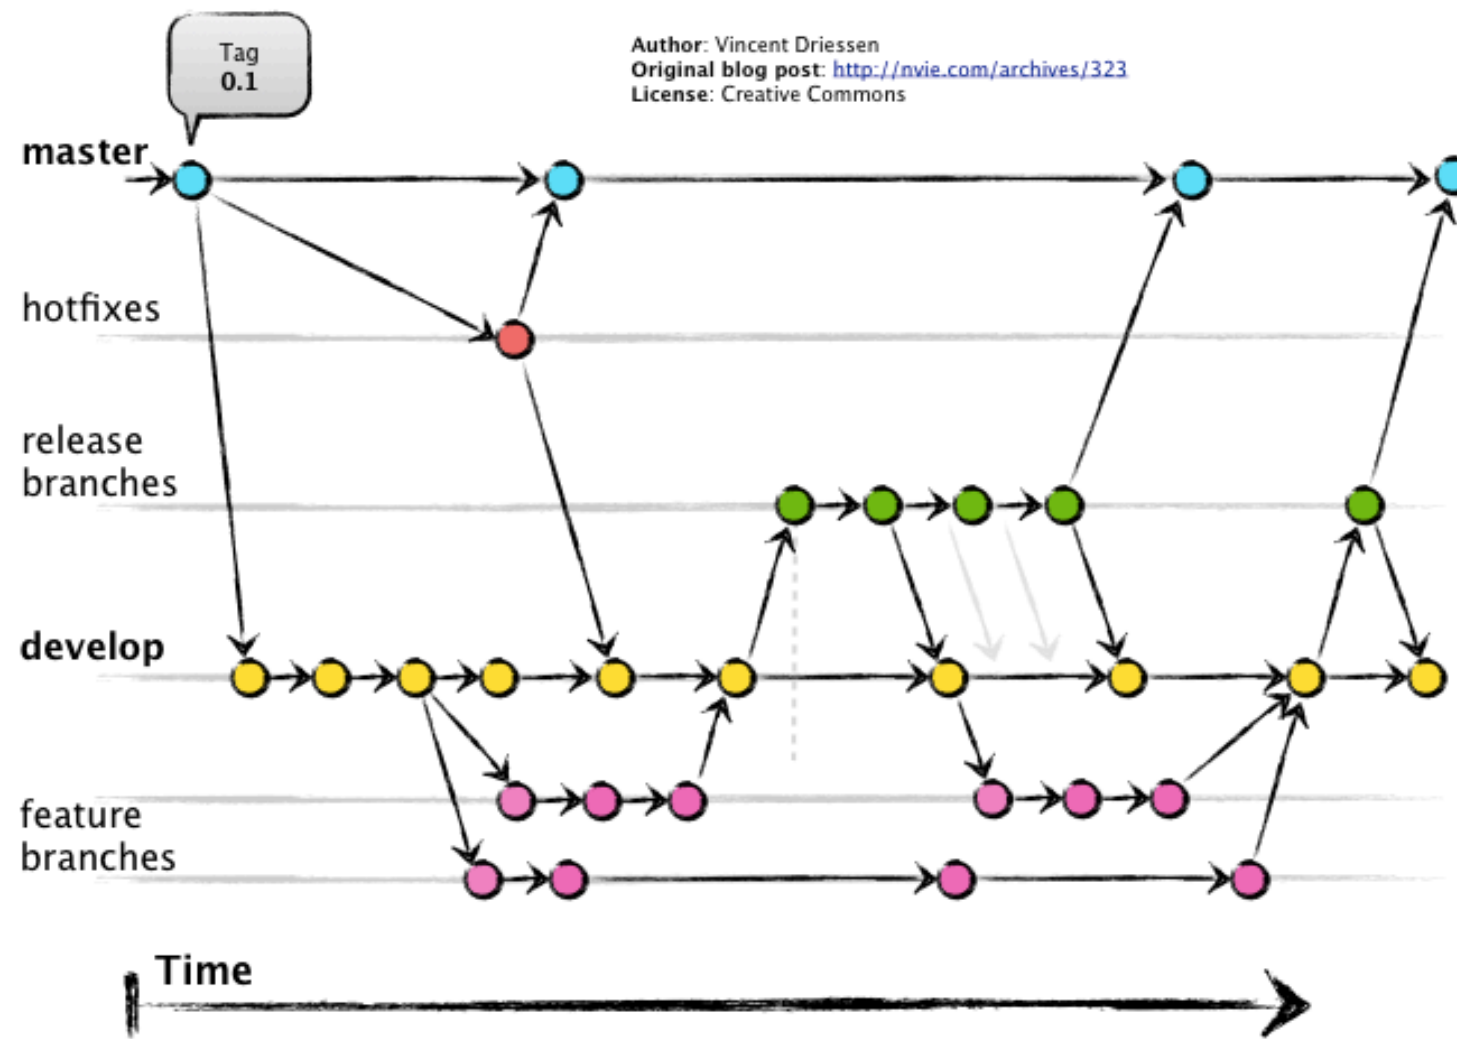 Tag
0.1
Author: Vincent Driessen
Original blog post: http://nvie.com/archives/323
License: Creative Commons
master
hotfixes
release
branches
develop
feature
branches
Time